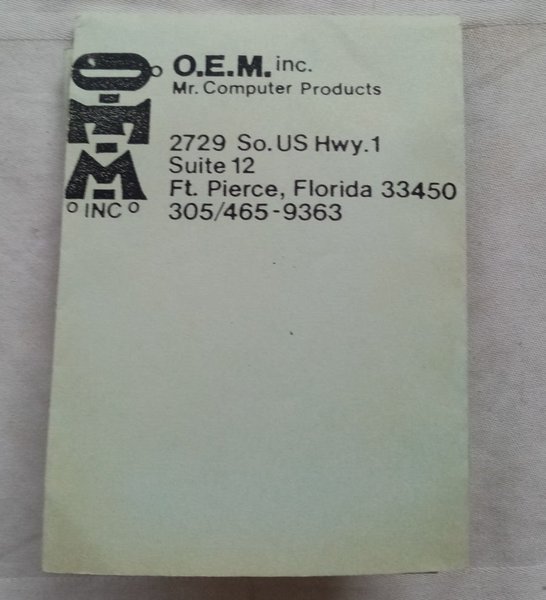 O.E.M. inc.
Mr. Computer Products
2729 So. US Hwy. 1
Suite 12
Ft. Pierce, Florida 33450
305/465-9363
OEM
INC